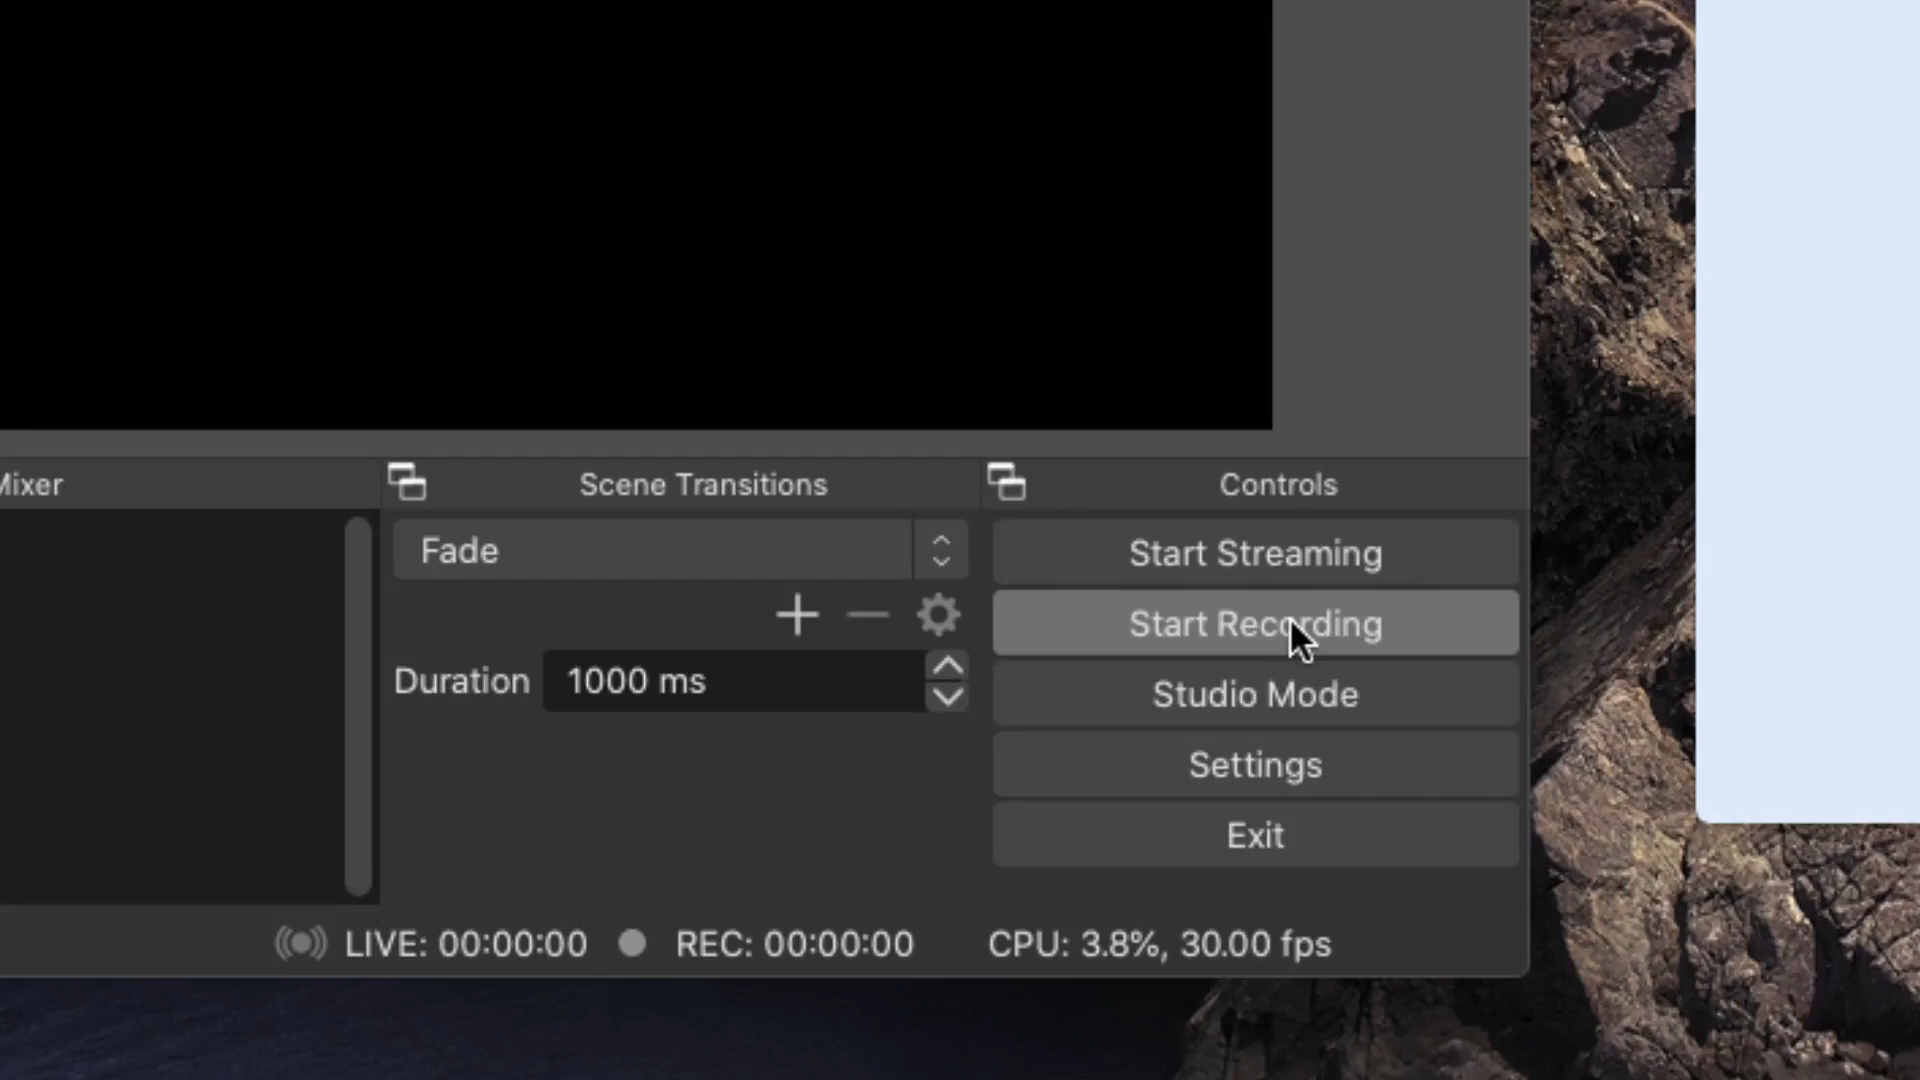 Mixer
Scene Transitions
Controls
Fade
Duration 1000 ms
Start Streaming
Start Recording
Studio Mode
Settings
Exit
LIVE: 00:00:00 REC: 00:00:00 CPU: 3.8%, 30.00 fps